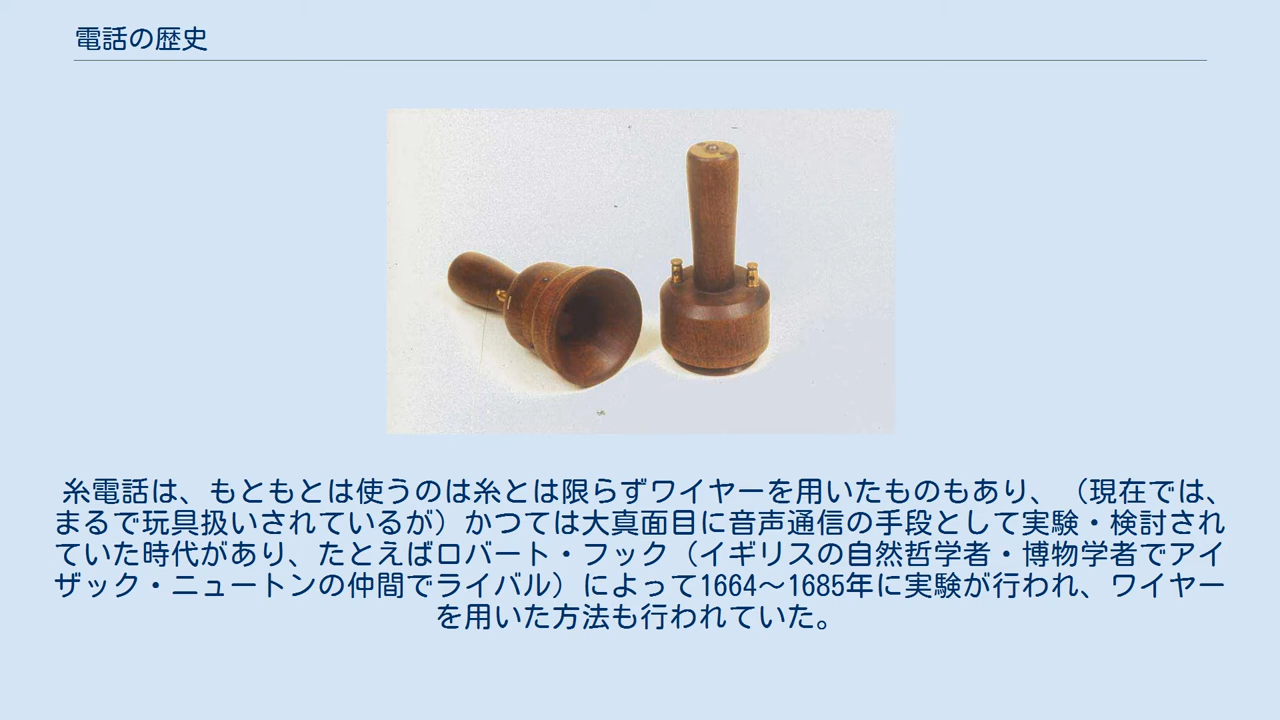 電話の歴史
糸電話は、もともとは使うのは糸とは限らずワイヤーを用いたものもあり、（現在では、
まるで玩具扱いされているが）かつては大真面目に音声通信の手段として実験・検討され
ていた時代があり、たとえばロバート・フック（イギリスの自然哲学者・博物学者でアイ
ザック・ニュートンの仲間でライバル）によって1664～1685年に実験が行われ、ワイヤー
を用いた方法も行われていた。